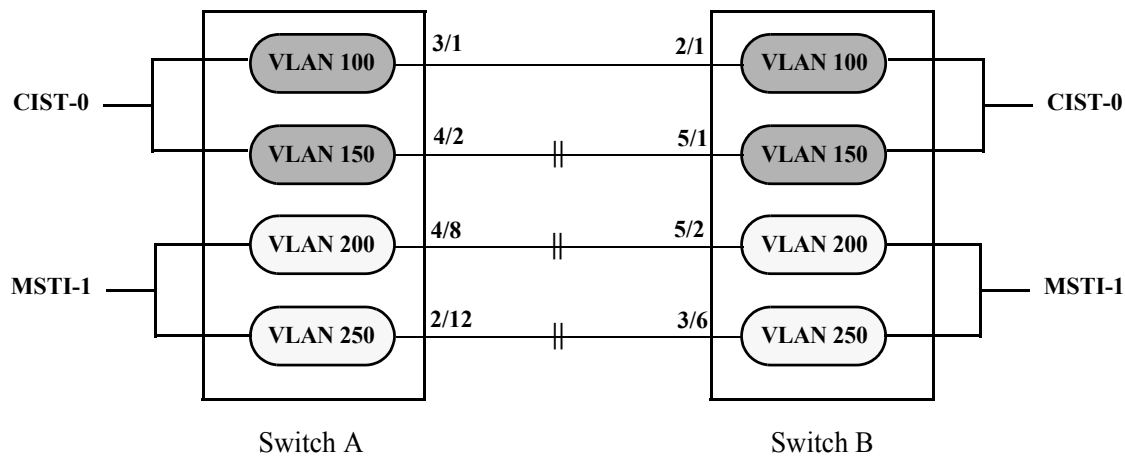 3/1
2/1
VLAN 100
VLAN 100
CIST-0
CIST-0
4/2
5/1
VLAN 150
VLAN 150
4/8
5/2
VLAN 200
VLAN 200
MSTI-1
MSTI-1
2/12
3/6
VLAN 250
VLAN 250
Switch A
Switch B